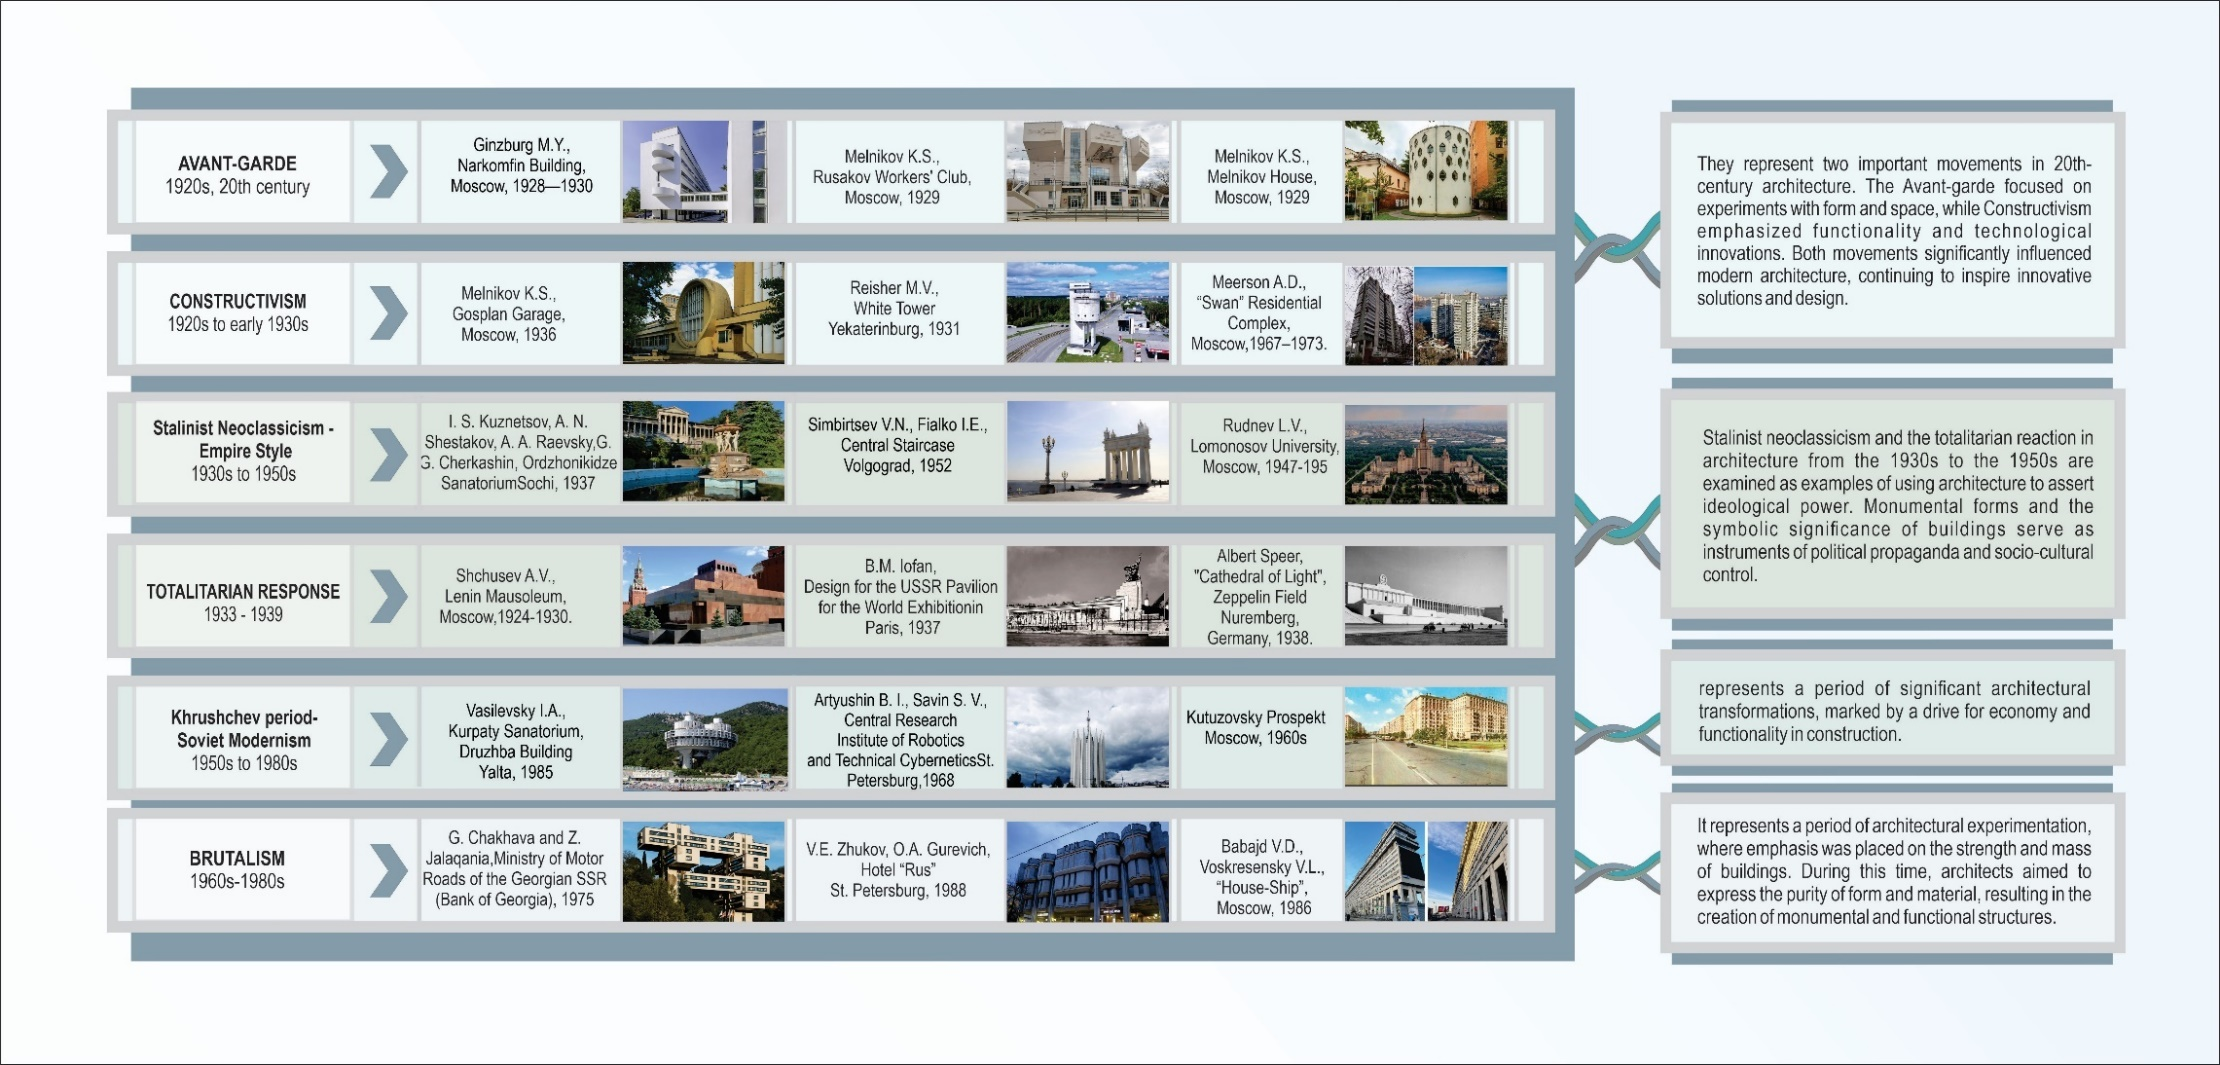 AVANT-GARDE
1920s, 20th century
Ginzburg M.Y.,
Narkomfin Building,
Moscow, 1928—1930
Melnikov K.S.,
Rusakov Workers' Club,
Moscow, 1929
Melnikov K.S.,
Melnikov House,
Moscow, 1929
CONSTRUCTIVISM
1920s to early 1930s
Melnikov K.S.,
Gosplan Garage,
Moscow, 1936
Reisher M.V.,
White Tower
Yekaterinburg, 1931
Meerson A.D.,
“Swan” Residential
Complex,
Moscow,1967–1973.
They represent two important movements in 20th-
century architecture. The Avant-garde focused on
experiments with form and space, while Constructivism
emphasized functionality and technological
innovations. Both movements significantly influenced
modern architecture, continuing to inspire innovative
solutions and design.
Stalinist Neoclassicism -
Empire Style
1930s to 1950s
I. S. Kuznetsov, A. N.
Shestakov, A. A. Raevsky,G.
G. Cherkashin, Ordzhonikidze
SanatoriumSochi, 1937
Simbirtsev V.N., Fialko I.E.,
Central Staircase
Volgograd, 1952
Rudnev L.V.,
Lomonosov University,
Moscow, 1947-195
TOTALITARIAN RESPONSE
1933 - 1939
Shchusev A.V.,
Lenin Mausoleum,
Moscow,1924-1930.
B.M. Iofan,
Design for the USSR Pavilion
for the World Exhibitionin
Paris, 1937
Albert Speer,
"Cathedral of Light",
Zeppelin Field
Nuremberg,
Germany, 1938.
Stalinist neoclassicism and the totalitarian reaction in
architecture from the 1930s to the 1950s are
examined as examples of using architecture to assert
ideological power. Monumental forms and the
symbolic significance of buildings serve as
instruments of political propaganda and socio-cultural
control.
Khrushchev period-
Soviet Modernism
1950s to 1980s
Vasilevsky I.A.,
Kurpaty Sanatorium,
Druzhba Building
Yalta, 1985
Artyushin B. I., Savin S. V.,
Central Research
Institute of Robotics
and Technical CyberneticsSt.
Petersburg,1968
Kutuzovsky Prospekt
Moscow, 1960s
represents a period of significant architectural
transformations, marked by a drive for economy and
functionality in construction.
BRUTALISM
1960s-1980s
G. Chakhava and Z.
Jalaqania,Ministry of Motor
Roads of the Georgian SSR
(Bank of Georgia), 1975
V.E. Zhukov, O.A. Gurevich,
Hotel “Rus”
St. Petersburg, 1988
Babajd V.D.,
Voskresensky V.L.,
“House-Ship”,
Moscow, 1986
It represents a period of architectural experimentation,
where emphasis was placed on the strength and mass
of buildings. During this time, architects aimed to
express the purity of form and material, resulting in the
creation of monumental and functional structures.